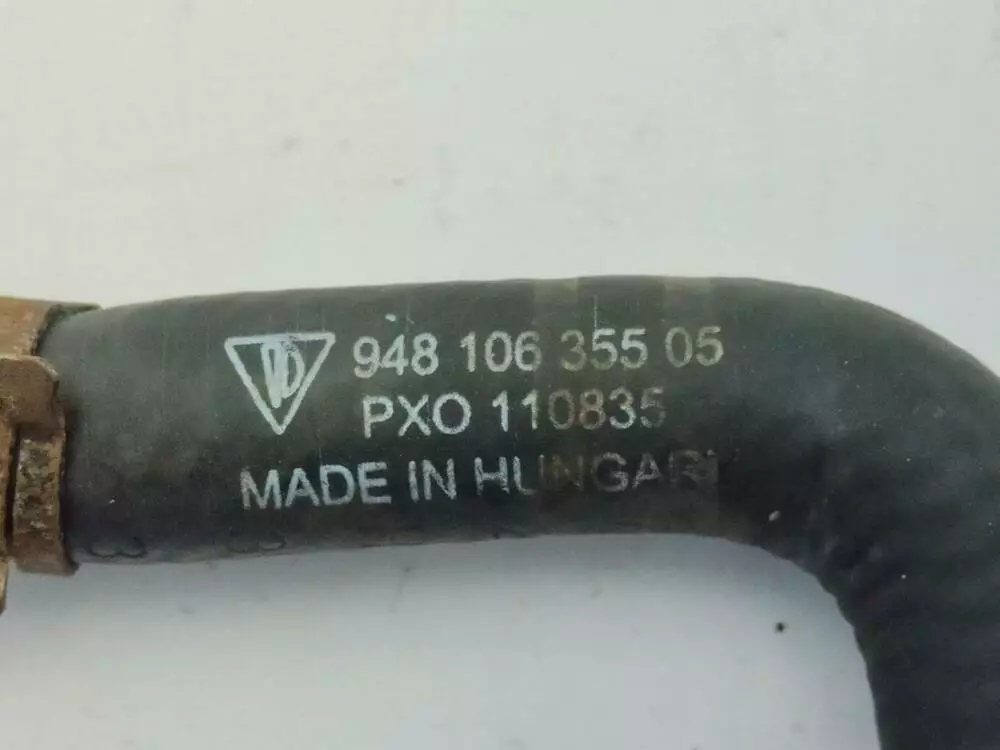 948 106 355 05
PXO 110835
MADE IN HUNGARY